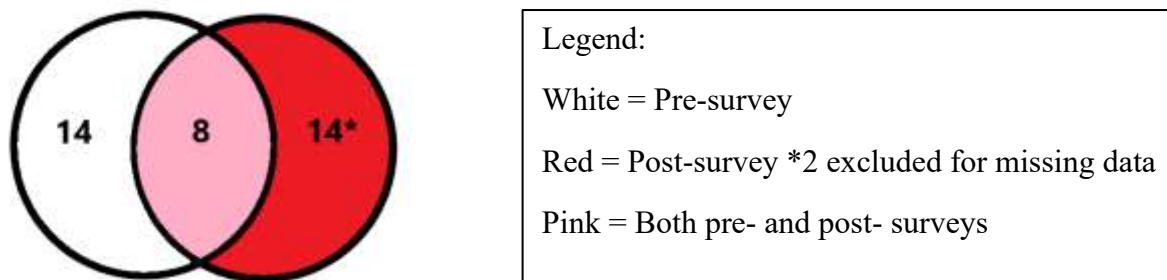 14 8 14*
Legend:
White = Pre-survey
Red = Post-survey *2 excluded for missing data
Pink = Both pre- and post- surveys